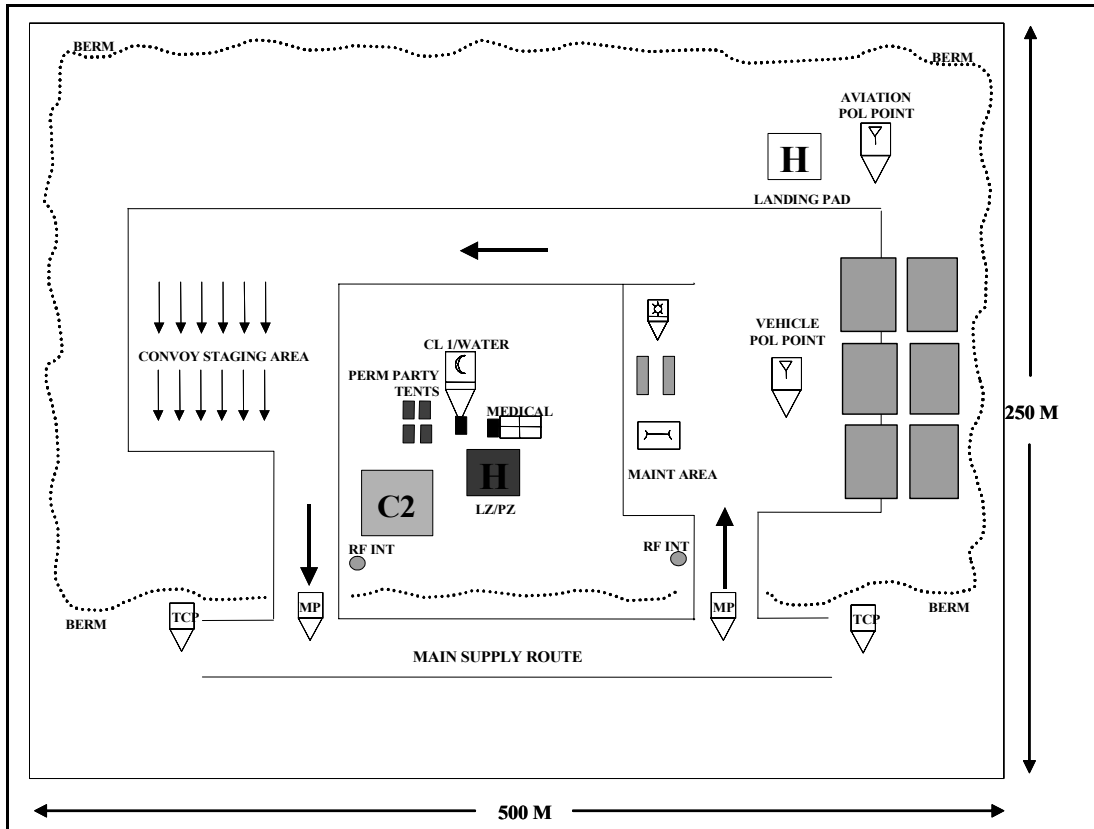 BERM
BERM
AVIATION
POL POINT
H
LANDING PAD
CONVOY STAGING AREA
CL 1/WATER
PERM PARTY
TENTS
MEDICAL
VEHICLE
POL POINT
250 M
MAINT AREA
H
C2
LZ/PZ
RF INT
RF INT
BERM
TCP
MP
MP
TCP
BERM
MAIN SUPPLY ROUTE
500 M